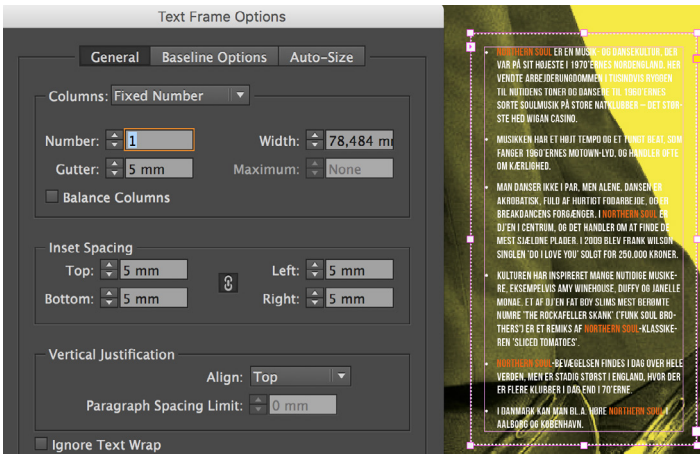 Text Frame Options
General
Baseline Options
Auto-Size
Columns: Fixed Number
Number: 1
Width: 78,484 m
Gutter: 5 mm
Maximum: None
Balance Columns
Inset Spacing
Top: 5 mm
Left: 5 mm
Bottom: 5 mm
Right: 5 mm
Vertical Justification
Align: Top
Paragraph Spacing Limit: 0 mm
Ignore Text Wrap
• NORTHERN SOUL ER EN MUSIK- OG DANSEKULTUR, DER
VAR PÅ SIT HØJESTE I 1970'ERNES NORDENGLAND, HER
VENDTE ARBEJDERUNGDOMMEN I TUSINDVIS RYGGEN
TIL NUTIDENS TONER OG DANSEDE TIL 1960'ERNES
SORTE SOULMUSIK PÅ STORE NATKLUBBER – DET STØR-
STE HED WIGAN CASINO.
• MUSIKKEN HAR ET HØJT TEMPO OG ET TUNGT BEAT, SOM
FANGER 1960'ERNES MOTOWN-LYD, OG HANDLER OFTE
OM KÆRLIGHED.
• MAN DANSER IKKE I PAR, MEN ALENE. DANSEN ER
AKROBATISK, FULD AF HURTIGT FODARBEJDE, OG ER
BREAKDANCENS FORGÆNGER. I NORTHERN SOUL ER
DJ'EN I CENTRUM, OG DET HANDLER OM AT FINDE DE
MEST SJÆLDNE PLADER. I 2009 BLEV FRANK WILSON
SINGLEN 'DO I LOVE YOU' SOLGT FOR 250.000 KRONER.
• KULTUREN HAR INSPIRERET MANGE NUTIDIGE MUSIKE-
RE, EKSEMPELVIS AMY WINEHOUSE, DUFFY OG JANELLE
MONAE. ET AF DJ'EN FAT BOY SLIMS MEST BERØMTE
NUMRE 'THE ROCKAFELLER SKANK' ('FUNK SOUL BRO-
THERS') ER ET REMIKS AF NORTHERN SOUL-KLASSIKE-
REN 'SLICED TOMATOES'.
• NORTHERN SOUL-BEVÆGELSEN FINDES I DAG OVER HELE
VERDEN, MEN ER STADIG STØRST I ENGLAND, HVOR DER
ER FLERE KLUBBER I DAG END I 70'ERNE.
• I DANMARK KAN MAN BL.A. HØRE NORTHERN SOUL I
AALBORG OG KØBENHAVN.